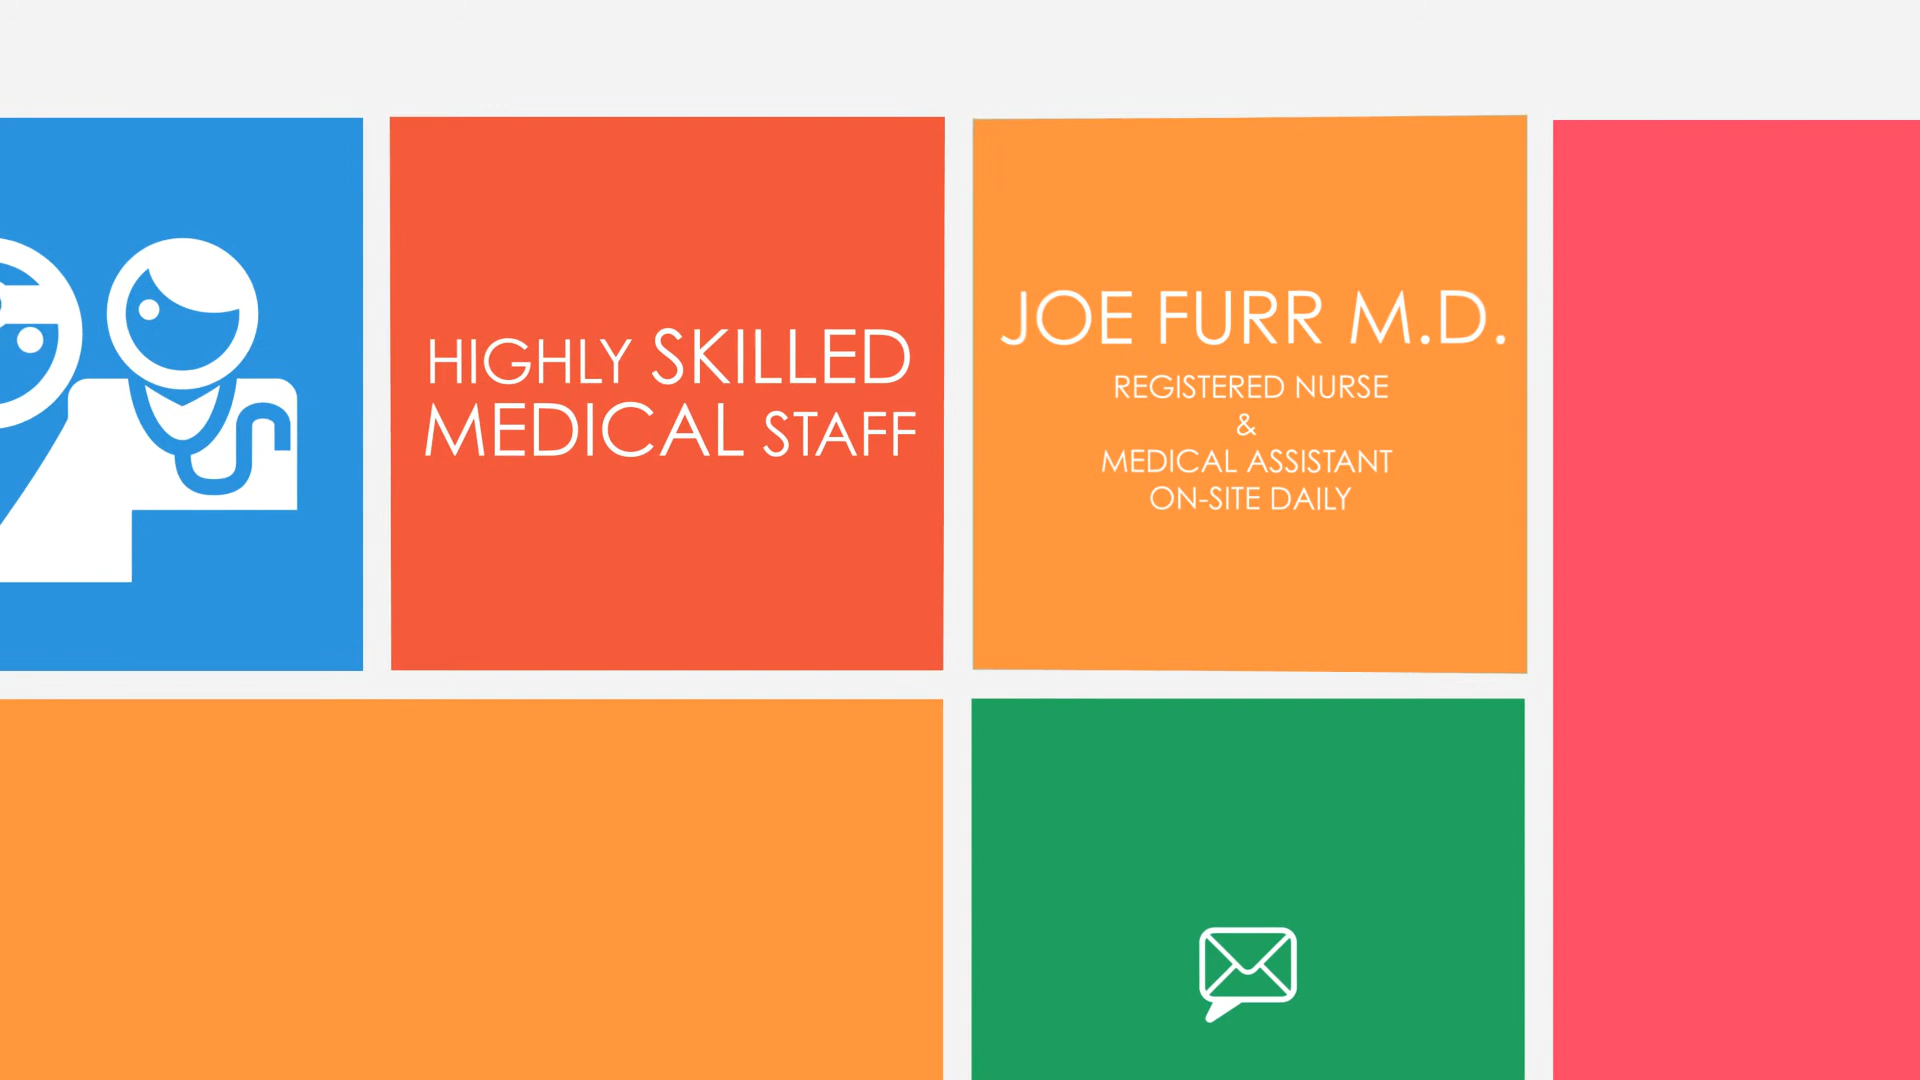 HIGHLY SKILLED
MEDICAL STAFF
JOE FURR M.D.
REGISTERED NURSE
&
MEDICAL ASSISTANT
ON-SITE DAILY